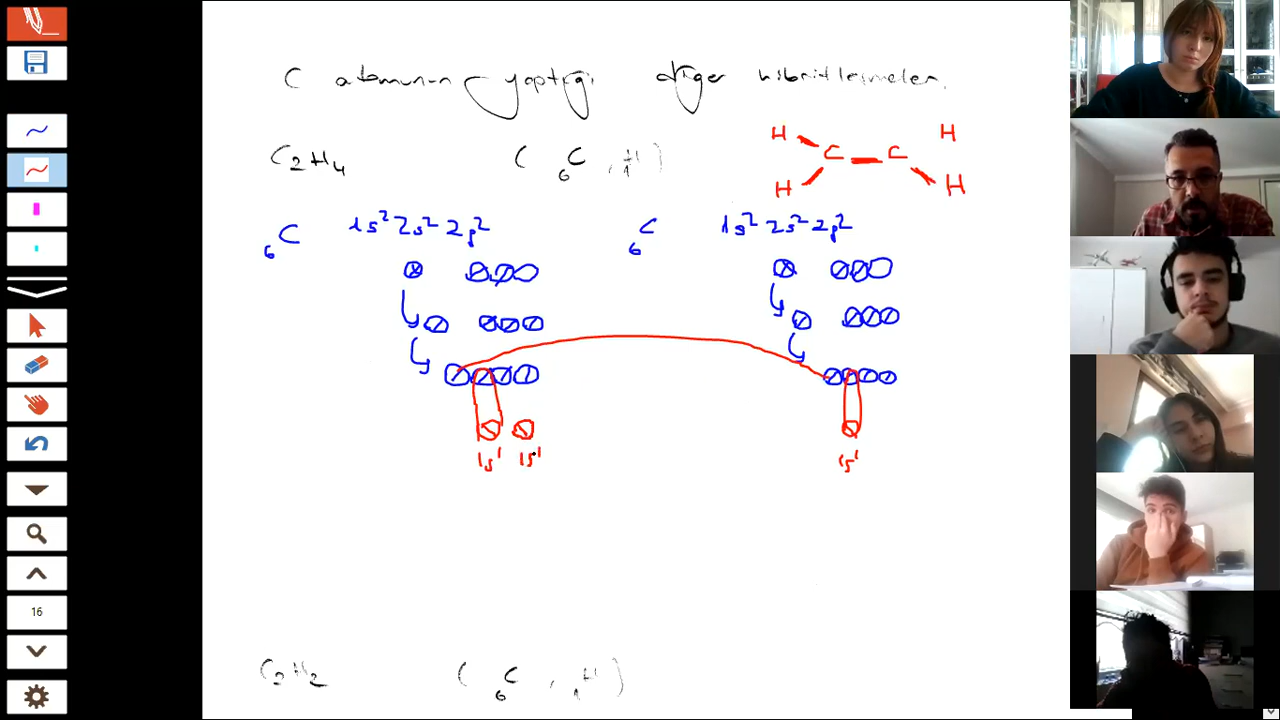 C atomunun yaptığı diğer hibritleşmeler.
C₂H₄ ( ₆C , ₁H )
H H
C C
H H
₆C 1s² 2s² 2p² ₆C 1s² 2s² 2p²
1s¹ 1s¹ 1s¹
16
C₂H₂ ( ₆C , ₁H )